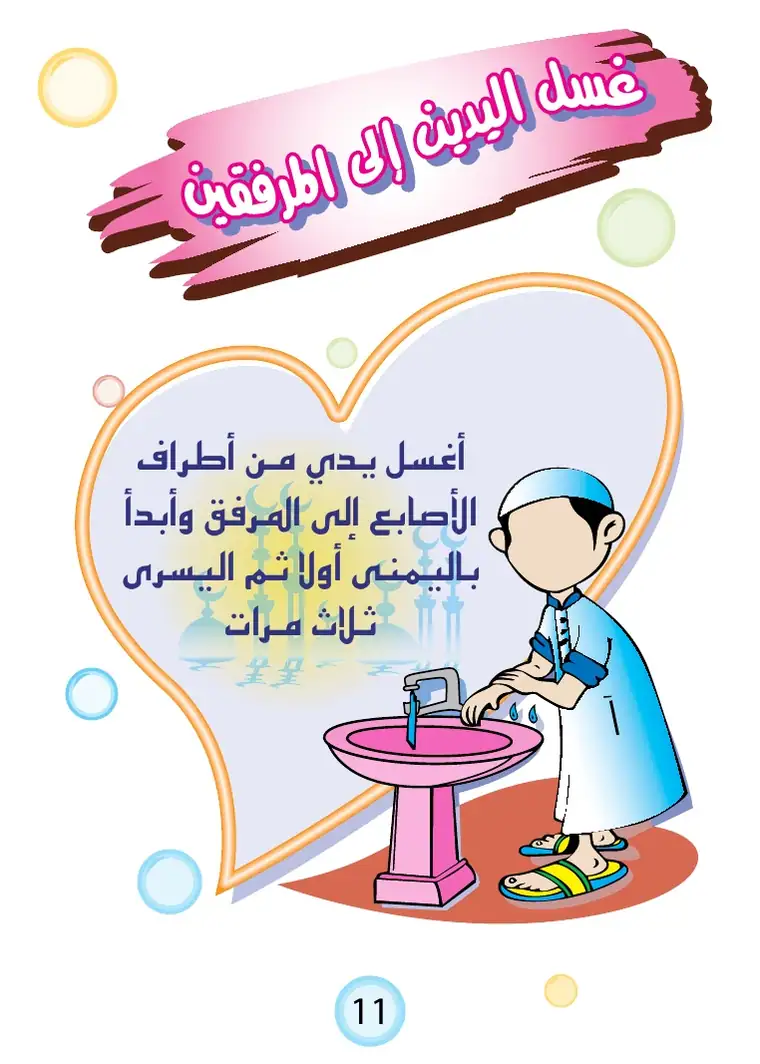 غسل اليدين إلى المرفقين
أغسل يدي من أطراف
الأصابع إلى المرفق وأبدأ
باليمنى أولا ثم اليسرى
ثلاث مرات
11